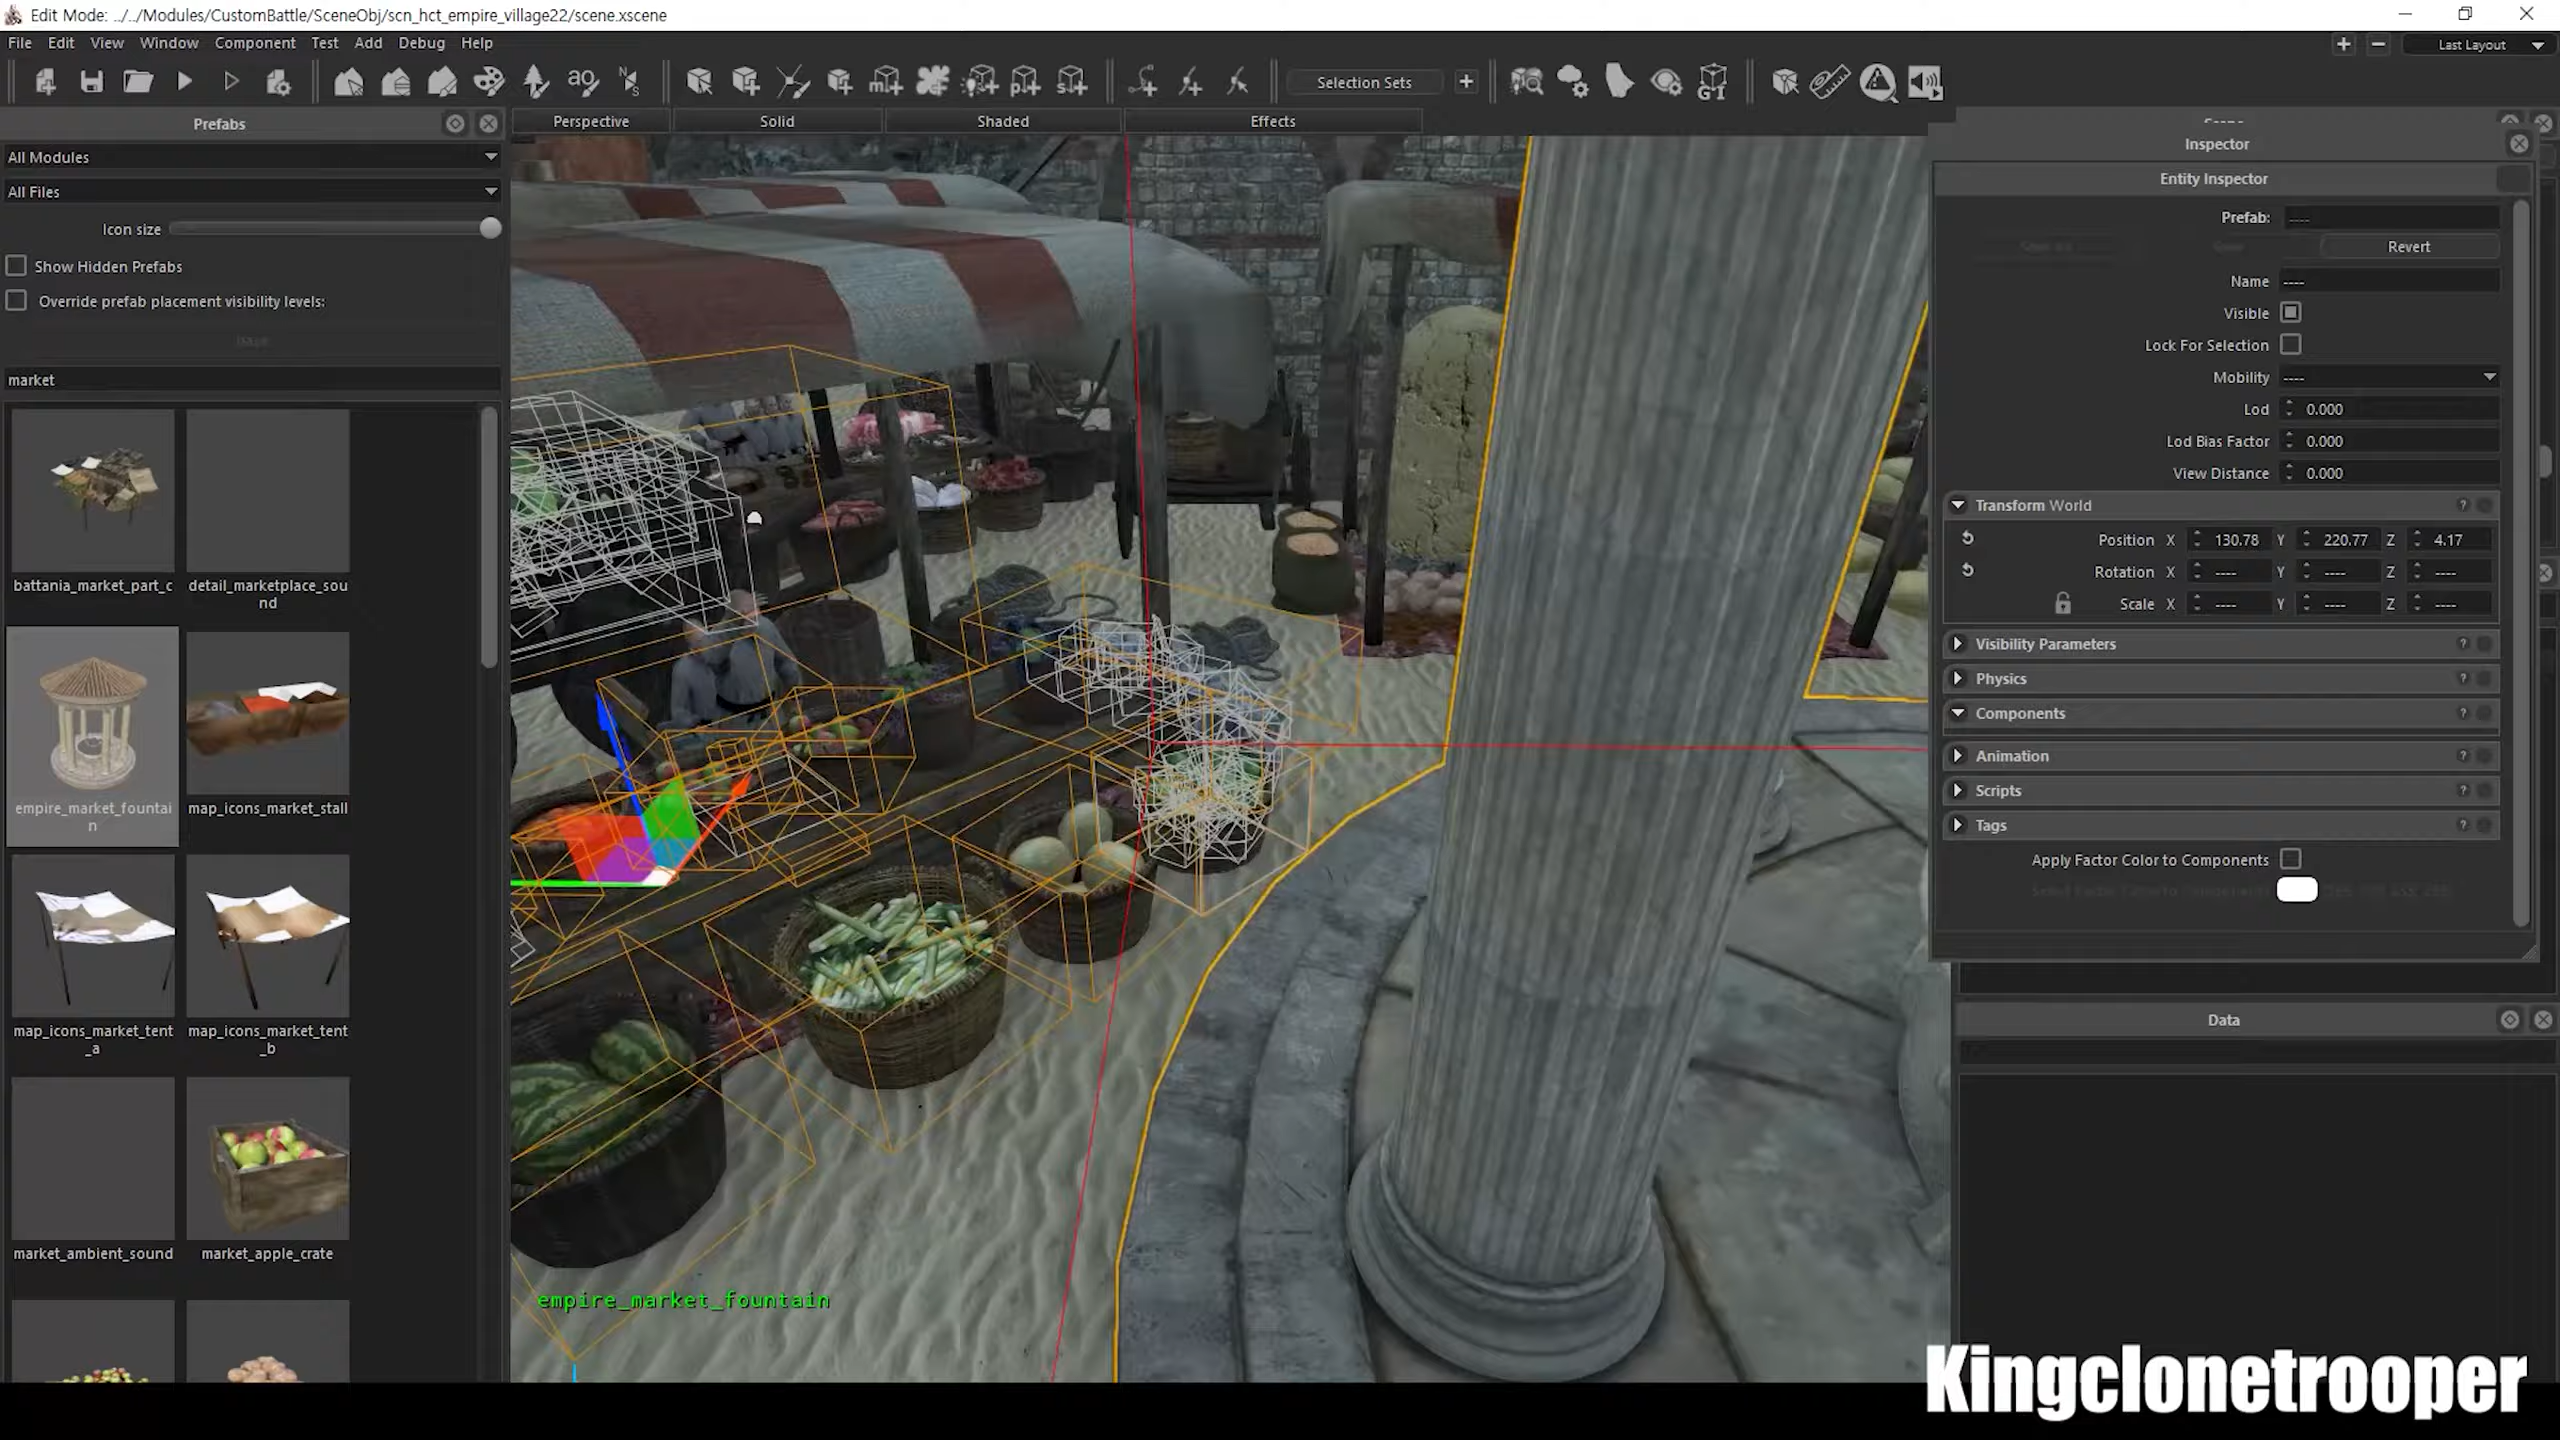 Edit Mode: ../../Modules/CustomBattle/SceneObj/scn_hct_empire_village22/scene.xscene
File Edit View Window Component Test Add Debug Help
Last Layout
Selection Sets
Prefabs
All Modules
All Files
Icon size
Show Hidden Prefabs
Override prefab placement visibility levels:
market
battania_market_part_c
detail_marketplace_sou
nd
empire_market_fountai
n
map_icons_market_stall
map_icons_market_tent
_a
map_icons_market_tent
_b
market_ambient_sound
market_apple_crate
Perspective Solid Shaded Effects
empire_market_fountain
Inspector
Entity Inspector
Prefab: ----
Revert
Name ----
Visible
Lock For Selection
Mobility ----
Lod 0.000
Lod Bias Factor 0.000
View Distance 0.000
Transform World ?
Position X 130.78 Y 220.77 Z 4.17
Rotation X ---- Y ---- Z ----
Scale X ---- Y ---- Z ----
Visibility Parameters ?
Physics ?
Components ?
Animation ?
Scripts ?
Tags ?
Apply Factor Color to Components
Data
Kingclonetrooper